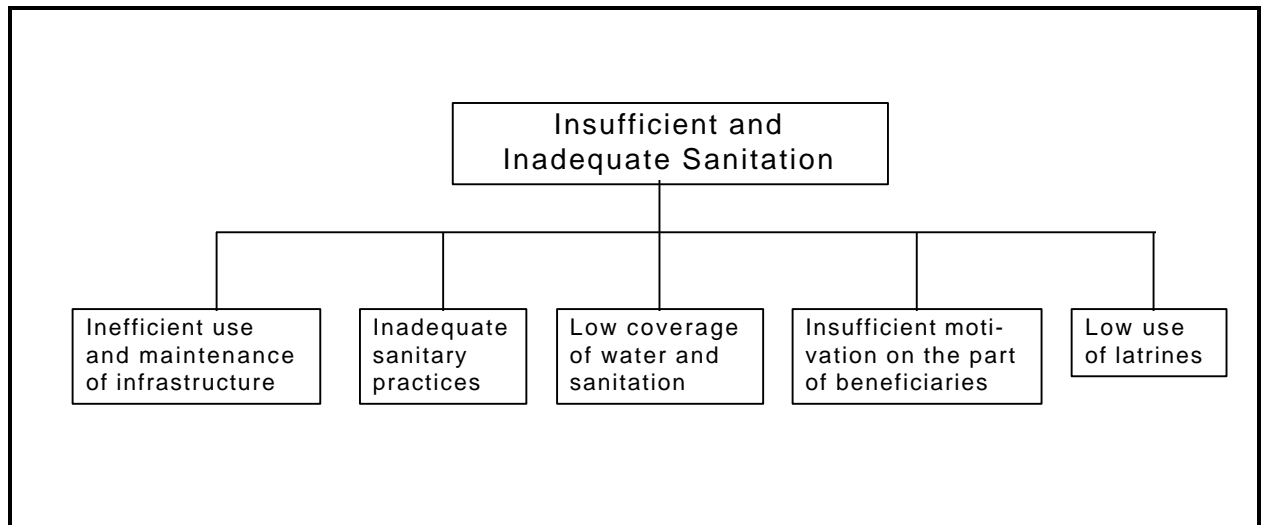 Insufficient and
Inadequate Sanitation
Inefficient use
and maintenance
of infrastructure
Inadequate
sanitary
practices
Low coverage
of water and
sanitation
Insufficient moti-
vation on the part
of beneficiaries
Low use
of latrines